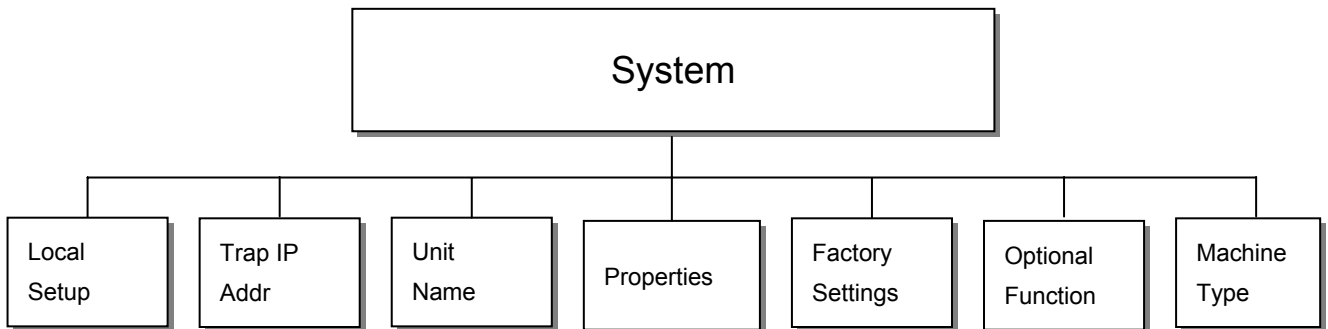 System
Local
Setup
Trap IP
Addr
Unit
Name
Properties
Factory
Settings
Optional
Function
Machine
Type